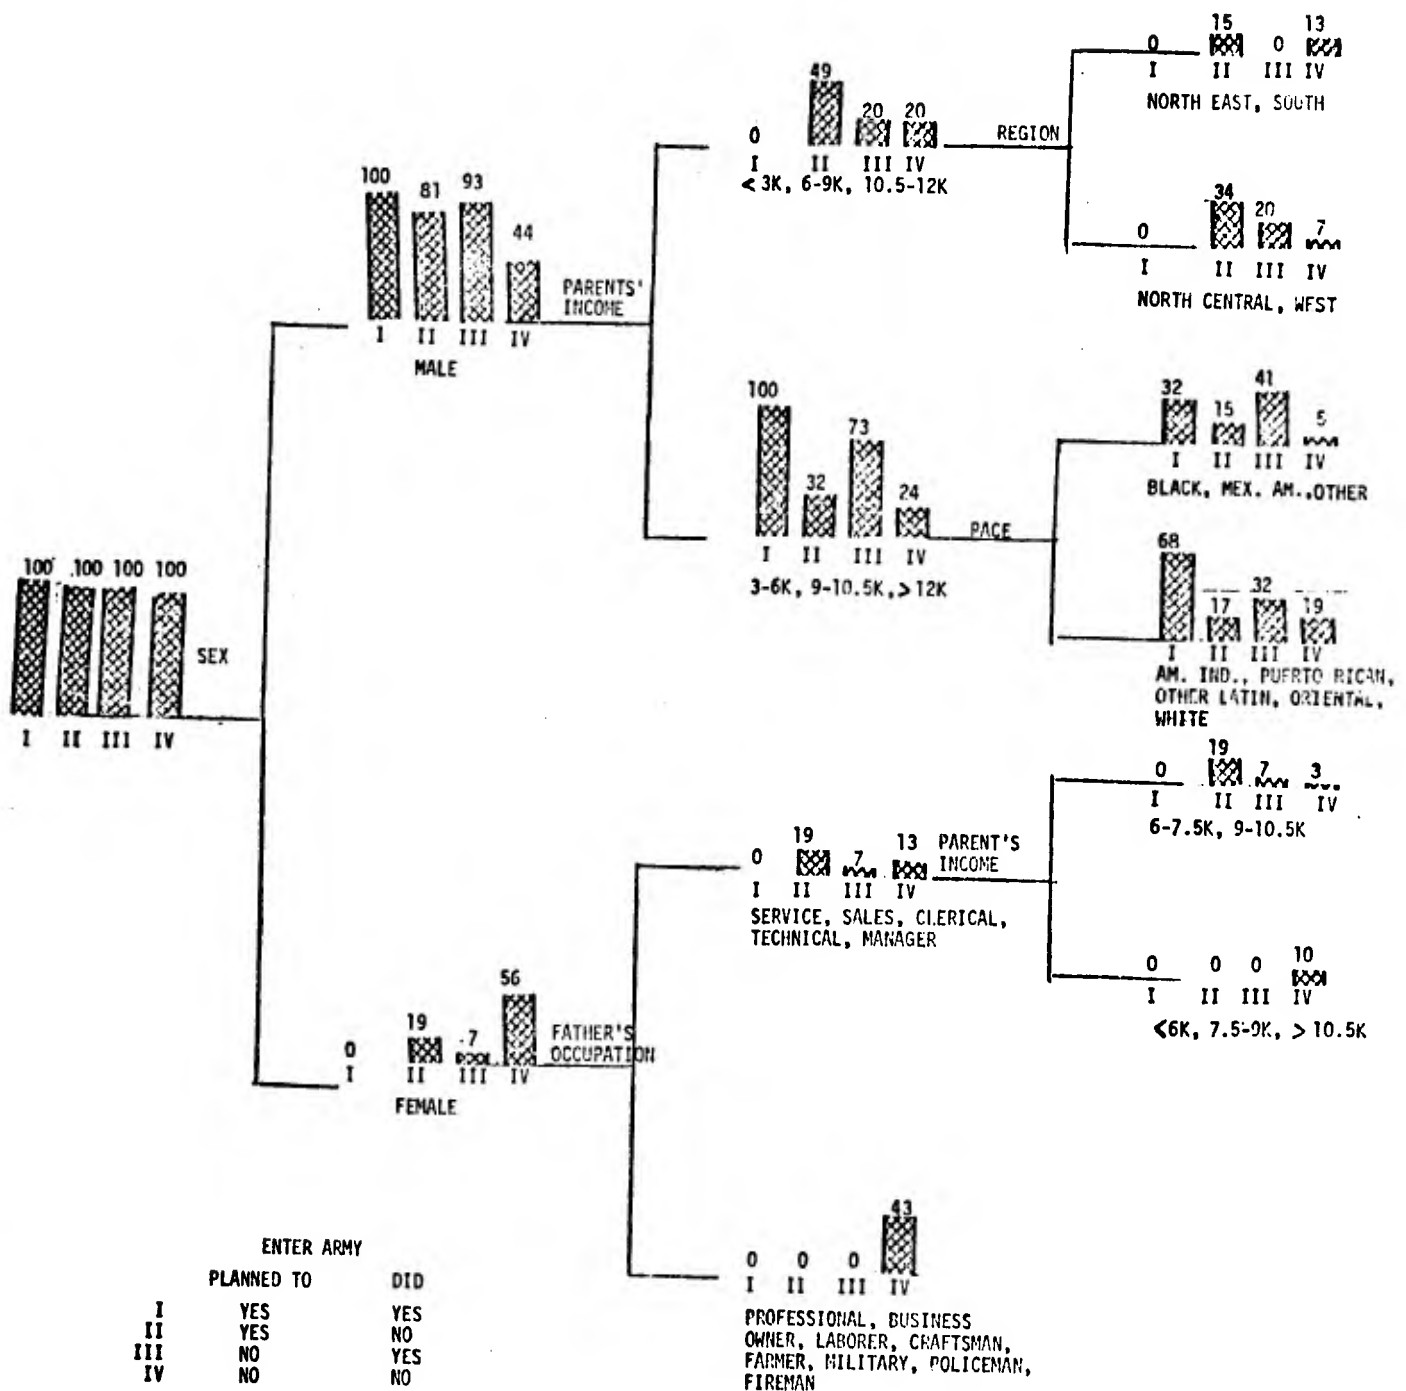 15 13
0 0
I II III IV
NORTH EAST, SOUTH
49
20 20
0
I II III IV
< 3K, 6-9K, 10.5-12K
REGION
34
20
0 7
I II III IV
NORTH CENTRAL, WFST
100 81 93
44
I II III IV
MALE
PARENTS'
INCOME
100
73
32 24
I II III IV
3-6K, 9-10.5K, > 12K
PACE
32 15 41 5
I II III IV
BLACK, MEX. AM., OTHER
68
17 32 19
I II III IV
AM. IND., PUERTO RICAN,
OTHER LATIN, ORIENTAL,
WHITE
100 100 100 100
I II III IV
SEX
19
0 7 3
I II III IV
6-7.5K, 9-10.5K
0 19 7 13
I II III IV
SERVICE, SALES, CLERICAL,
TECHNICAL, MANAGER
PARENT'S
INCOME
0 0 0 10
I II III IV
<6K, 7.5-9K, > 10.5K
56
19
0 7
I II III IV
FEMALE
FATHER'S
OCCUPATION
43
0 0 0
I II III IV
PROFESSIONAL, BUSINESS
OWNER, LABORER, CRAFTSMAN,
FARMER, MILITARY, POLICEMAN,
FIREMAN
ENTER ARMY
PLANNED TO DID
I YES YES
II YES NO
III NO YES
IV NO NO